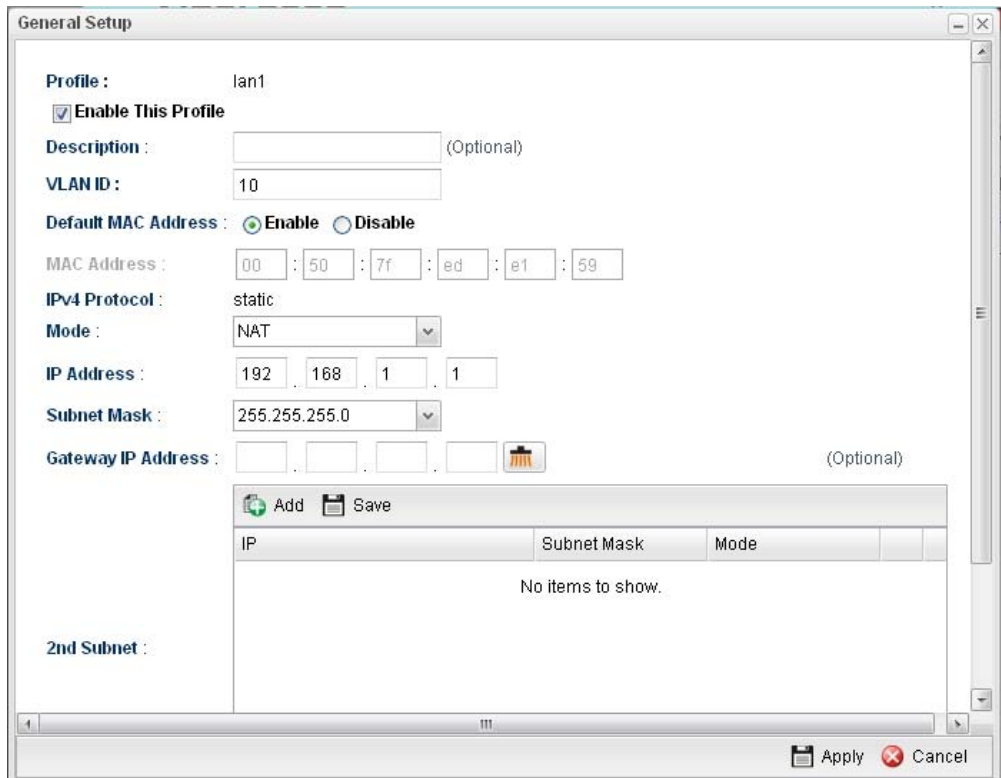 General Setup
Profile : lan1
Enable This Profile
Description : (Optional)
VLAN ID : 10
Default MAC Address : Enable Disable
MAC Address : 00 : 50 : 7f : ed : e1 : 59
IPv4 Protocol : static
Mode : NAT
IP Address : 192 . 168 . 1 . 1
Subnet Mask : 255.255.255.0
Gateway IP Address : . . . (Optional)
Add Save
IP Subnet Mask Mode
No items to show.
2nd Subnet :
Apply Cancel